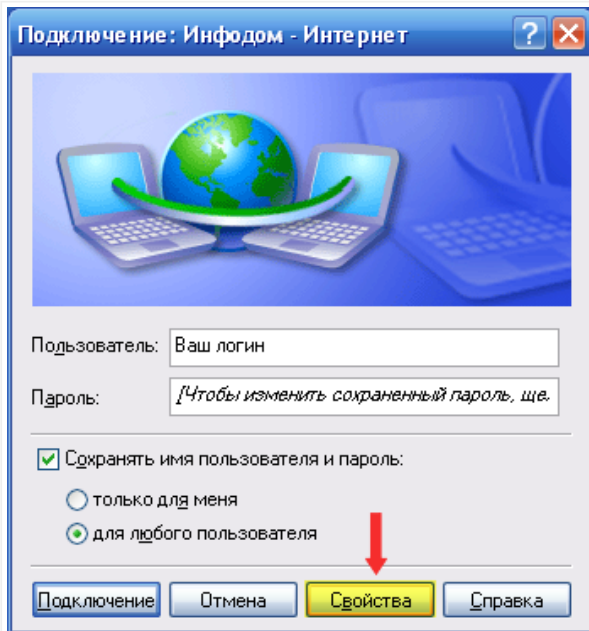 Подключение: Инфодом - Интернет
Пользователь: Ваш логин
Пароль: [Чтобы изменить сохраненный пароль, ще.
Сохранять имя пользователя и пароль:
только для меня
для любого пользователя
Подключение Отмена Свойства Справка